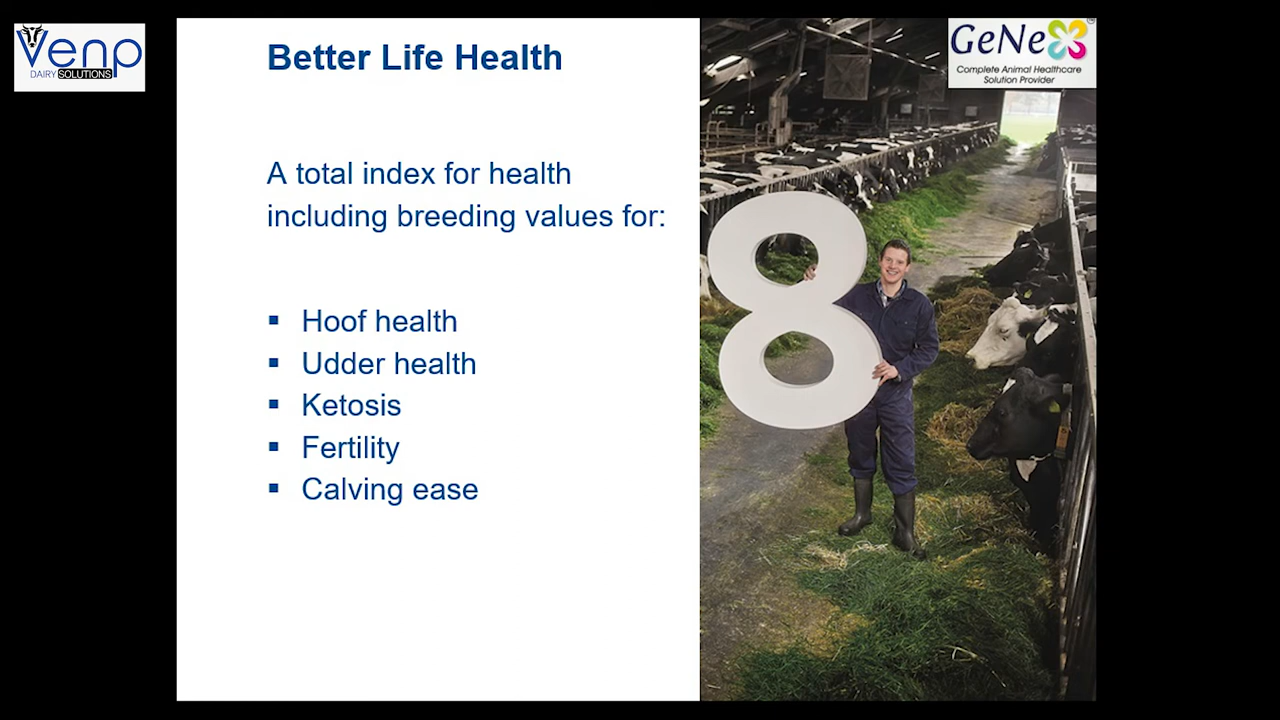 Venp
DAIRY SOLUTIONS
Better Life Health
GeNex
Complete Animal Healthcare
Solution Provider
A total index for health
including breeding values for:
▪ Hoof health
▪ Udder health
▪ Ketosis
▪ Fertility
▪ Calving ease
8